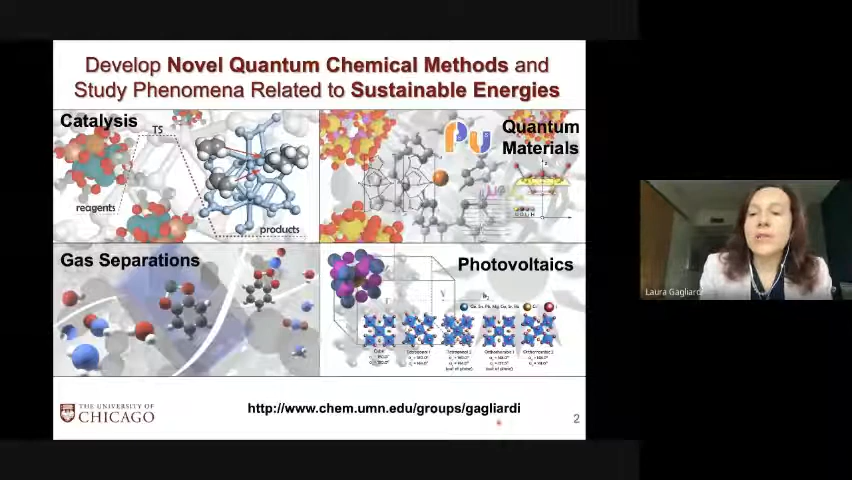 Develop Novel Quantum Chemical Methods and
Study Phenomena Related to Sustainable Energies
Catalysis
TS
reagents
products
Pu
Quantum
Materials
Gas Separations
Photovoltaics
Laura Gagliardi
THE UNIVERSITY OF
CHICAGO
http://www.chem.umn.edu/groups/gagliardi
2